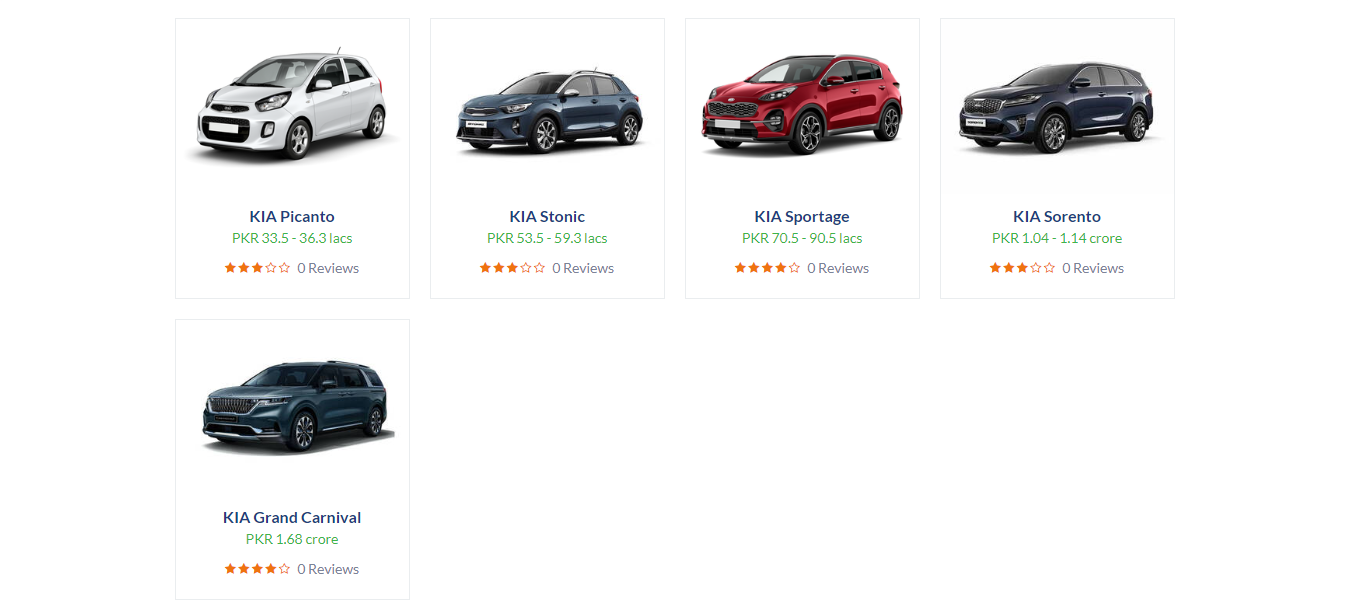 KIA Picanto
PKR 33.5 - 36.3 lacs
0 Reviews
KIA Stonic
PKR 53.5 - 59.3 lacs
0 Reviews
KIA Sportage
PKR 70.5 - 90.5 lacs
0 Reviews
KIA Sorento
PKR 1.04 - 1.14 crore
0 Reviews
KIA Grand Carnival
PKR 1.68 crore
0 Reviews